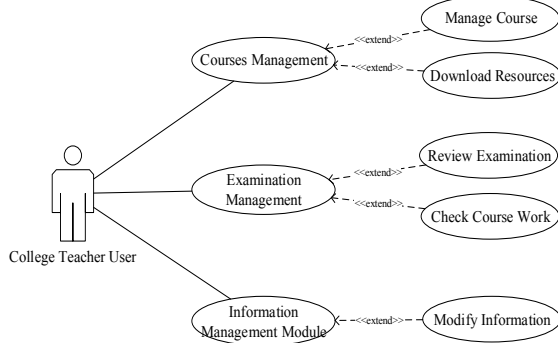 Manage Course
<<extend>>
Courses Management
<<extend>>
Download Resources
Review Examination
<<extend>>
Examination
Management
<<extend>>
Check Course Work
College Teacher User
Information
Management Module
<<extend>>
Modify Information